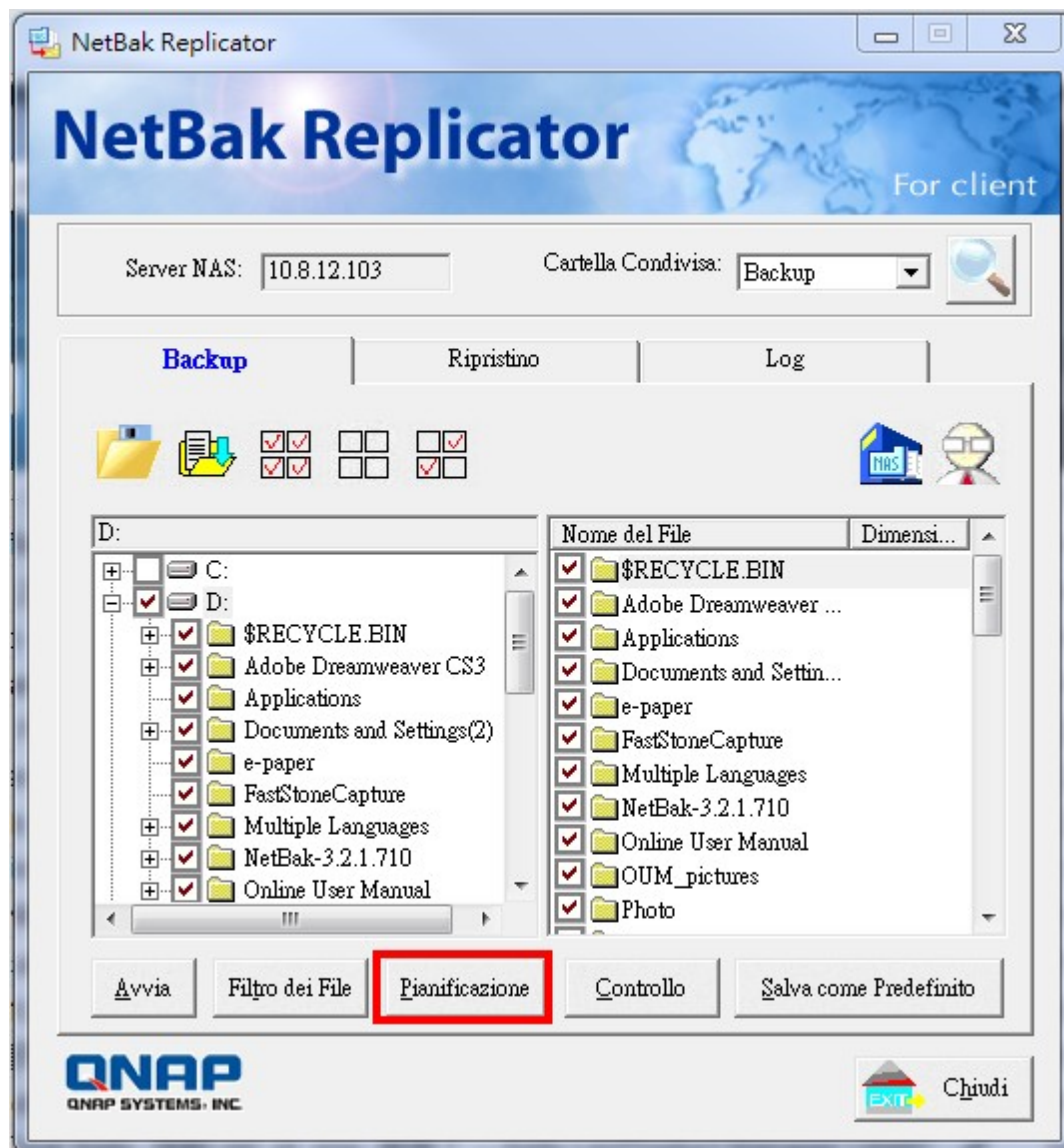 NetBak Replicator
NetBak Replicator
For client
Server NAS: 10.8.12.103 Cartella Condivisa: Backup
Backup Ripristino Log
NAS
D:
C:
D:
$RECYCLE.BIN
Adobe Dreamweaver CS3
Applications
Documents and Settings(2)
e-paper
FastStoneCapture
Multiple Languages
NetBak-3.2.1.710
Online User Manual
Nome del File Dimensi...
$RECYCLE.BIN
Adobe Dreamweaver ...
Applications
Documents and Settin...
e-paper
FastStoneCapture
Multiple Languages
NetBak-3.2.1.710
Online User Manual
OUM_pictures
Photo
Avvia Filtro dei File Pianificazione Controllo Salva come Predefinito
QNAP
QNAP SYSTEMS, INC.
EXIT Chiudi